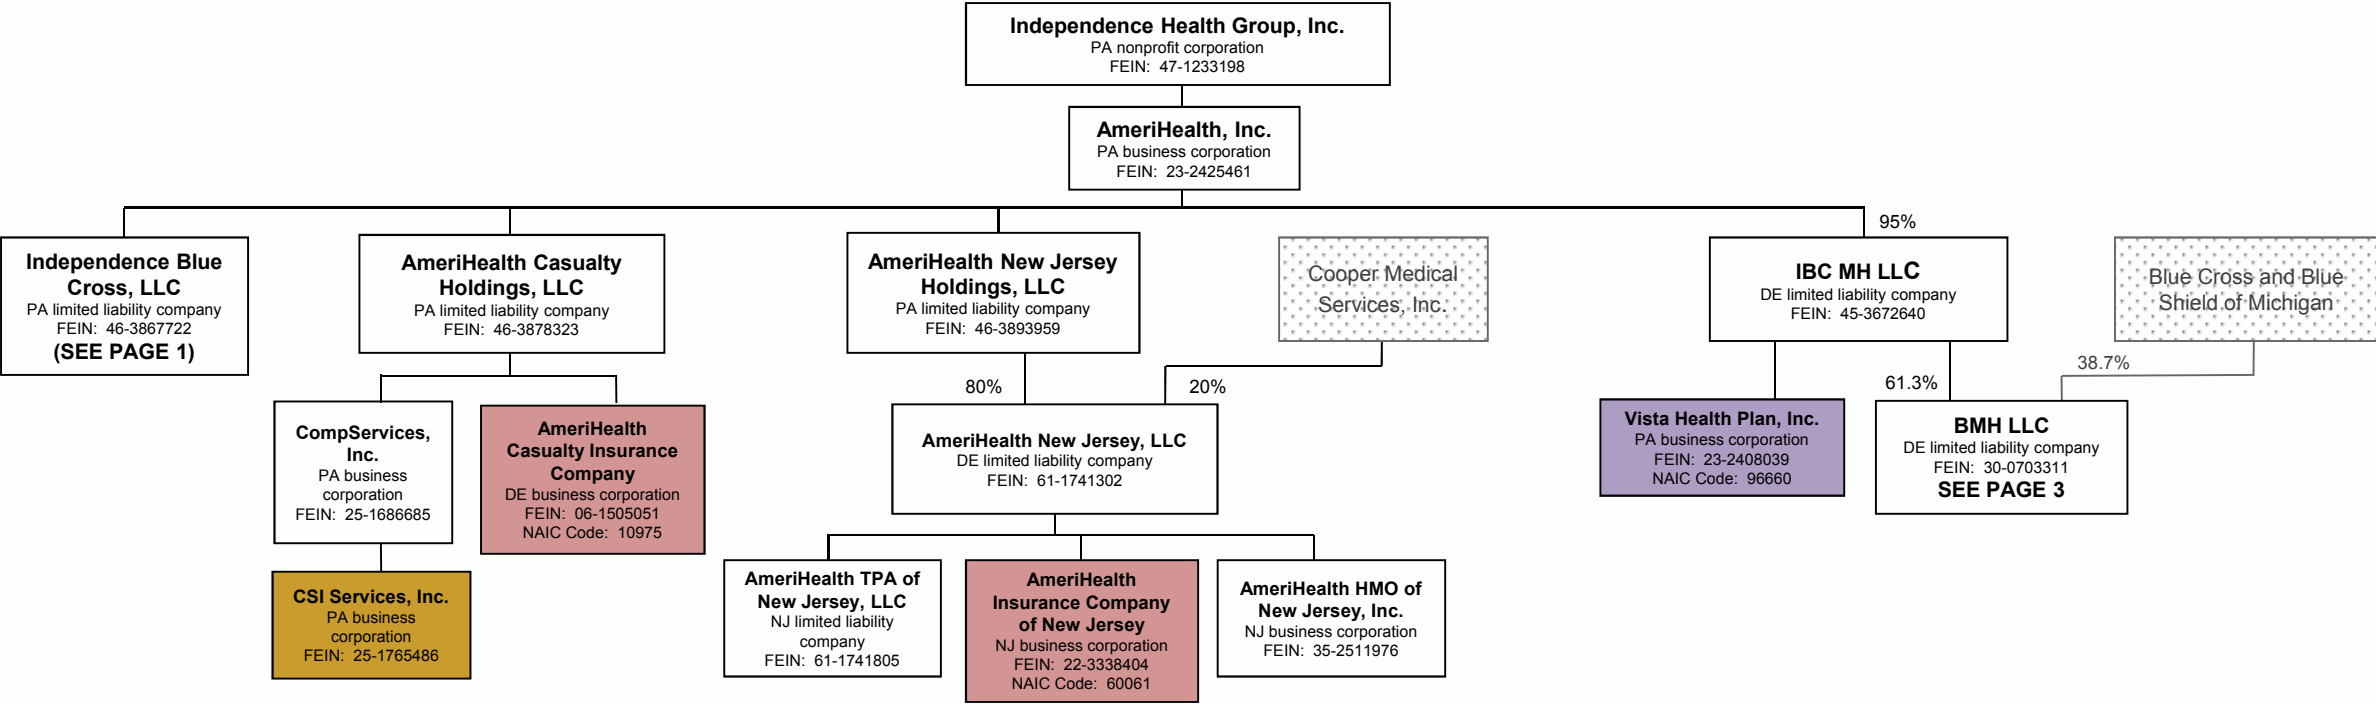 Independence Health Group, Inc.
PA nonprofit corporation
FEIN: 47-1233198
AmeriHealth, Inc.
PA business corporation
FEIN: 23-2425461
95%
Independence Blue
Cross, LLC
PA limited liability company
FEIN: 46-3867722
(SEE PAGE 1)
AmeriHealth Casualty
Holdings, LLC
PA limited liability company
FEIN: 46-3878323
AmeriHealth New Jersey
Holdings, LLC
PA limited liability company
FEIN: 46-3893959
Cooper Medical
Services, Inc.
IBC MH LLC
DE limited liability company
FEIN: 45-3672640
Blue Cross and Blue
Shield of Michigan
80%
20%
61.3%
38.7%
CompServices,
Inc.
PA business
corporation
FEIN: 25-1686685
AmeriHealth
Casualty Insurance
Company
DE business corporation
FEIN: 06-1505051
NAIC Code: 10975
AmeriHealth New Jersey, LLC
DE limited liability company
FEIN: 61-1741302
Vista Health Plan, Inc.
PA business corporation
FEIN: 23-2408039
NAIC Code: 96660
BMH LLC
DE limited liability company
FEIN: 30-0703311
SEE PAGE 3
CSI Services, Inc.
PA business
corporation
FEIN: 25-1765486
AmeriHealth TPA of
New Jersey, LLC
NJ limited liability
company
FEIN: 61-1741805
AmeriHealth
Insurance Company
of New Jersey
NJ business corporation
FEIN: 22-3338404
NAIC Code: 60061
AmeriHealth HMO of
New Jersey, Inc.
NJ business corporation
FEIN: 35-2511976